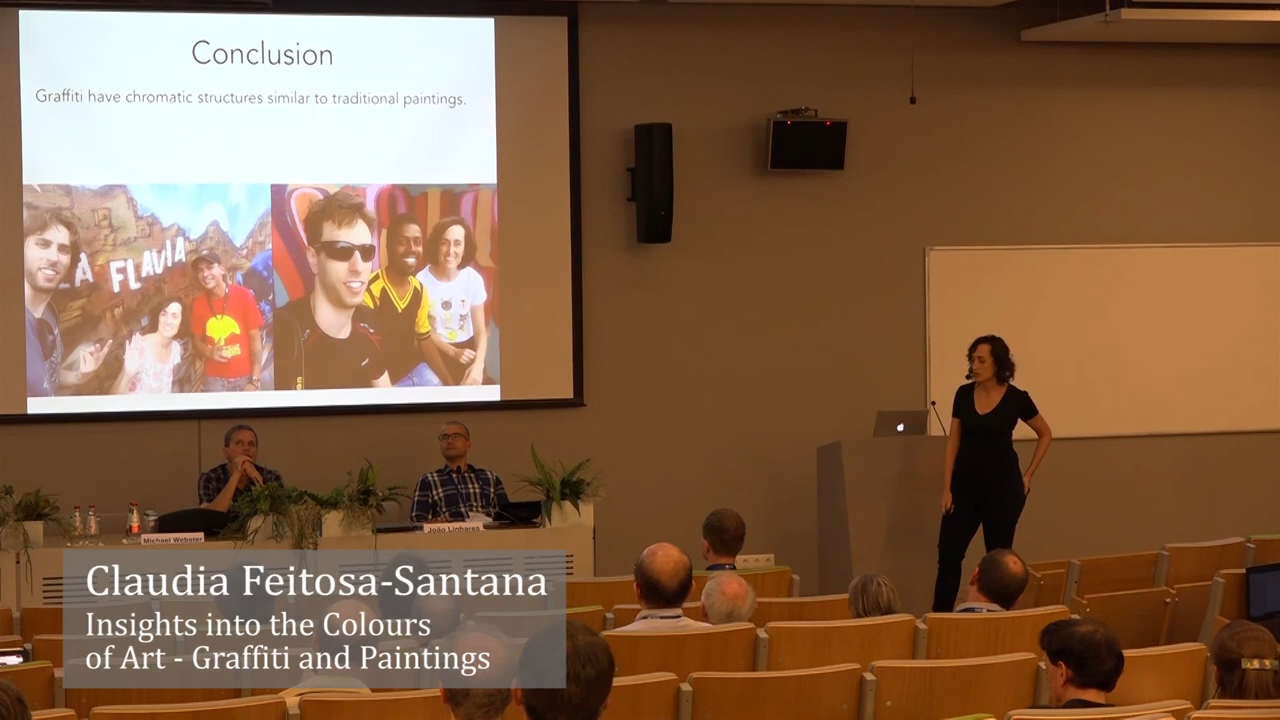 Conclusion
Graffiti have chromatic structures similar to traditional paintings.
A FLAVIA
Michael Webster
João Linhares
Claudia Feitosa-Santana
Insights into the Colours
of Art - Graffiti and Paintings